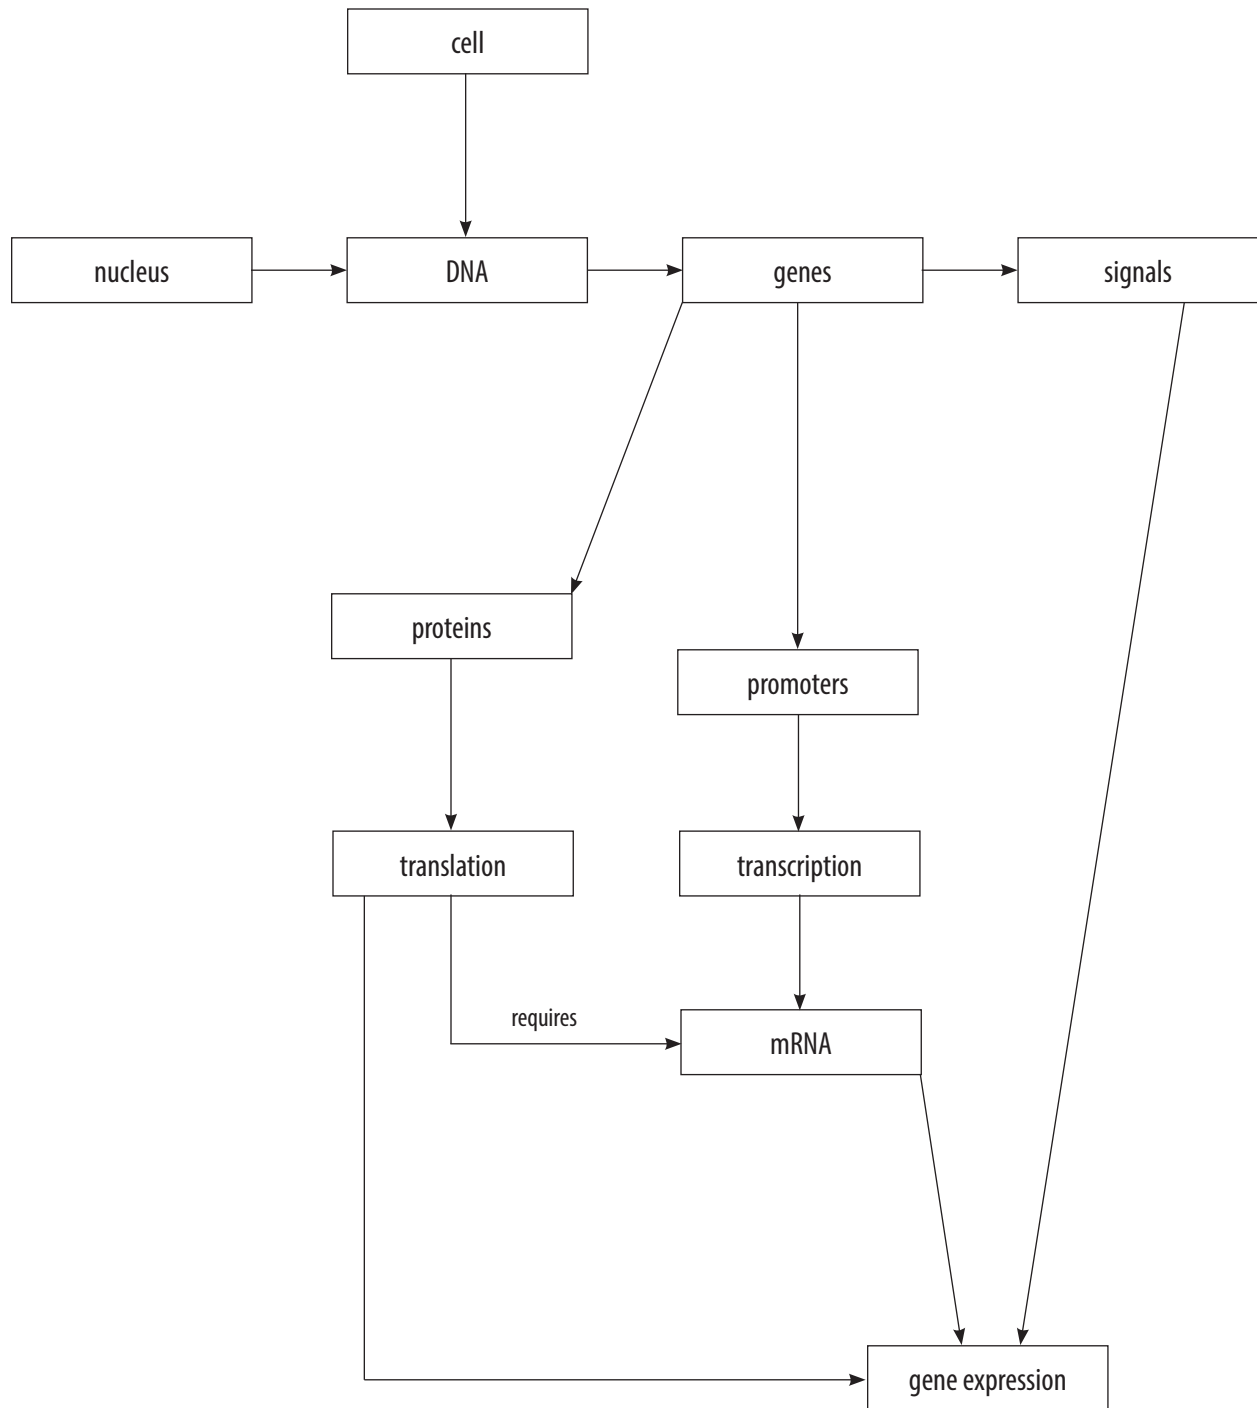 cell
nucleus
DNA
genes
signals
proteins
promoters
translation
transcription
requires
mRNA
gene expression